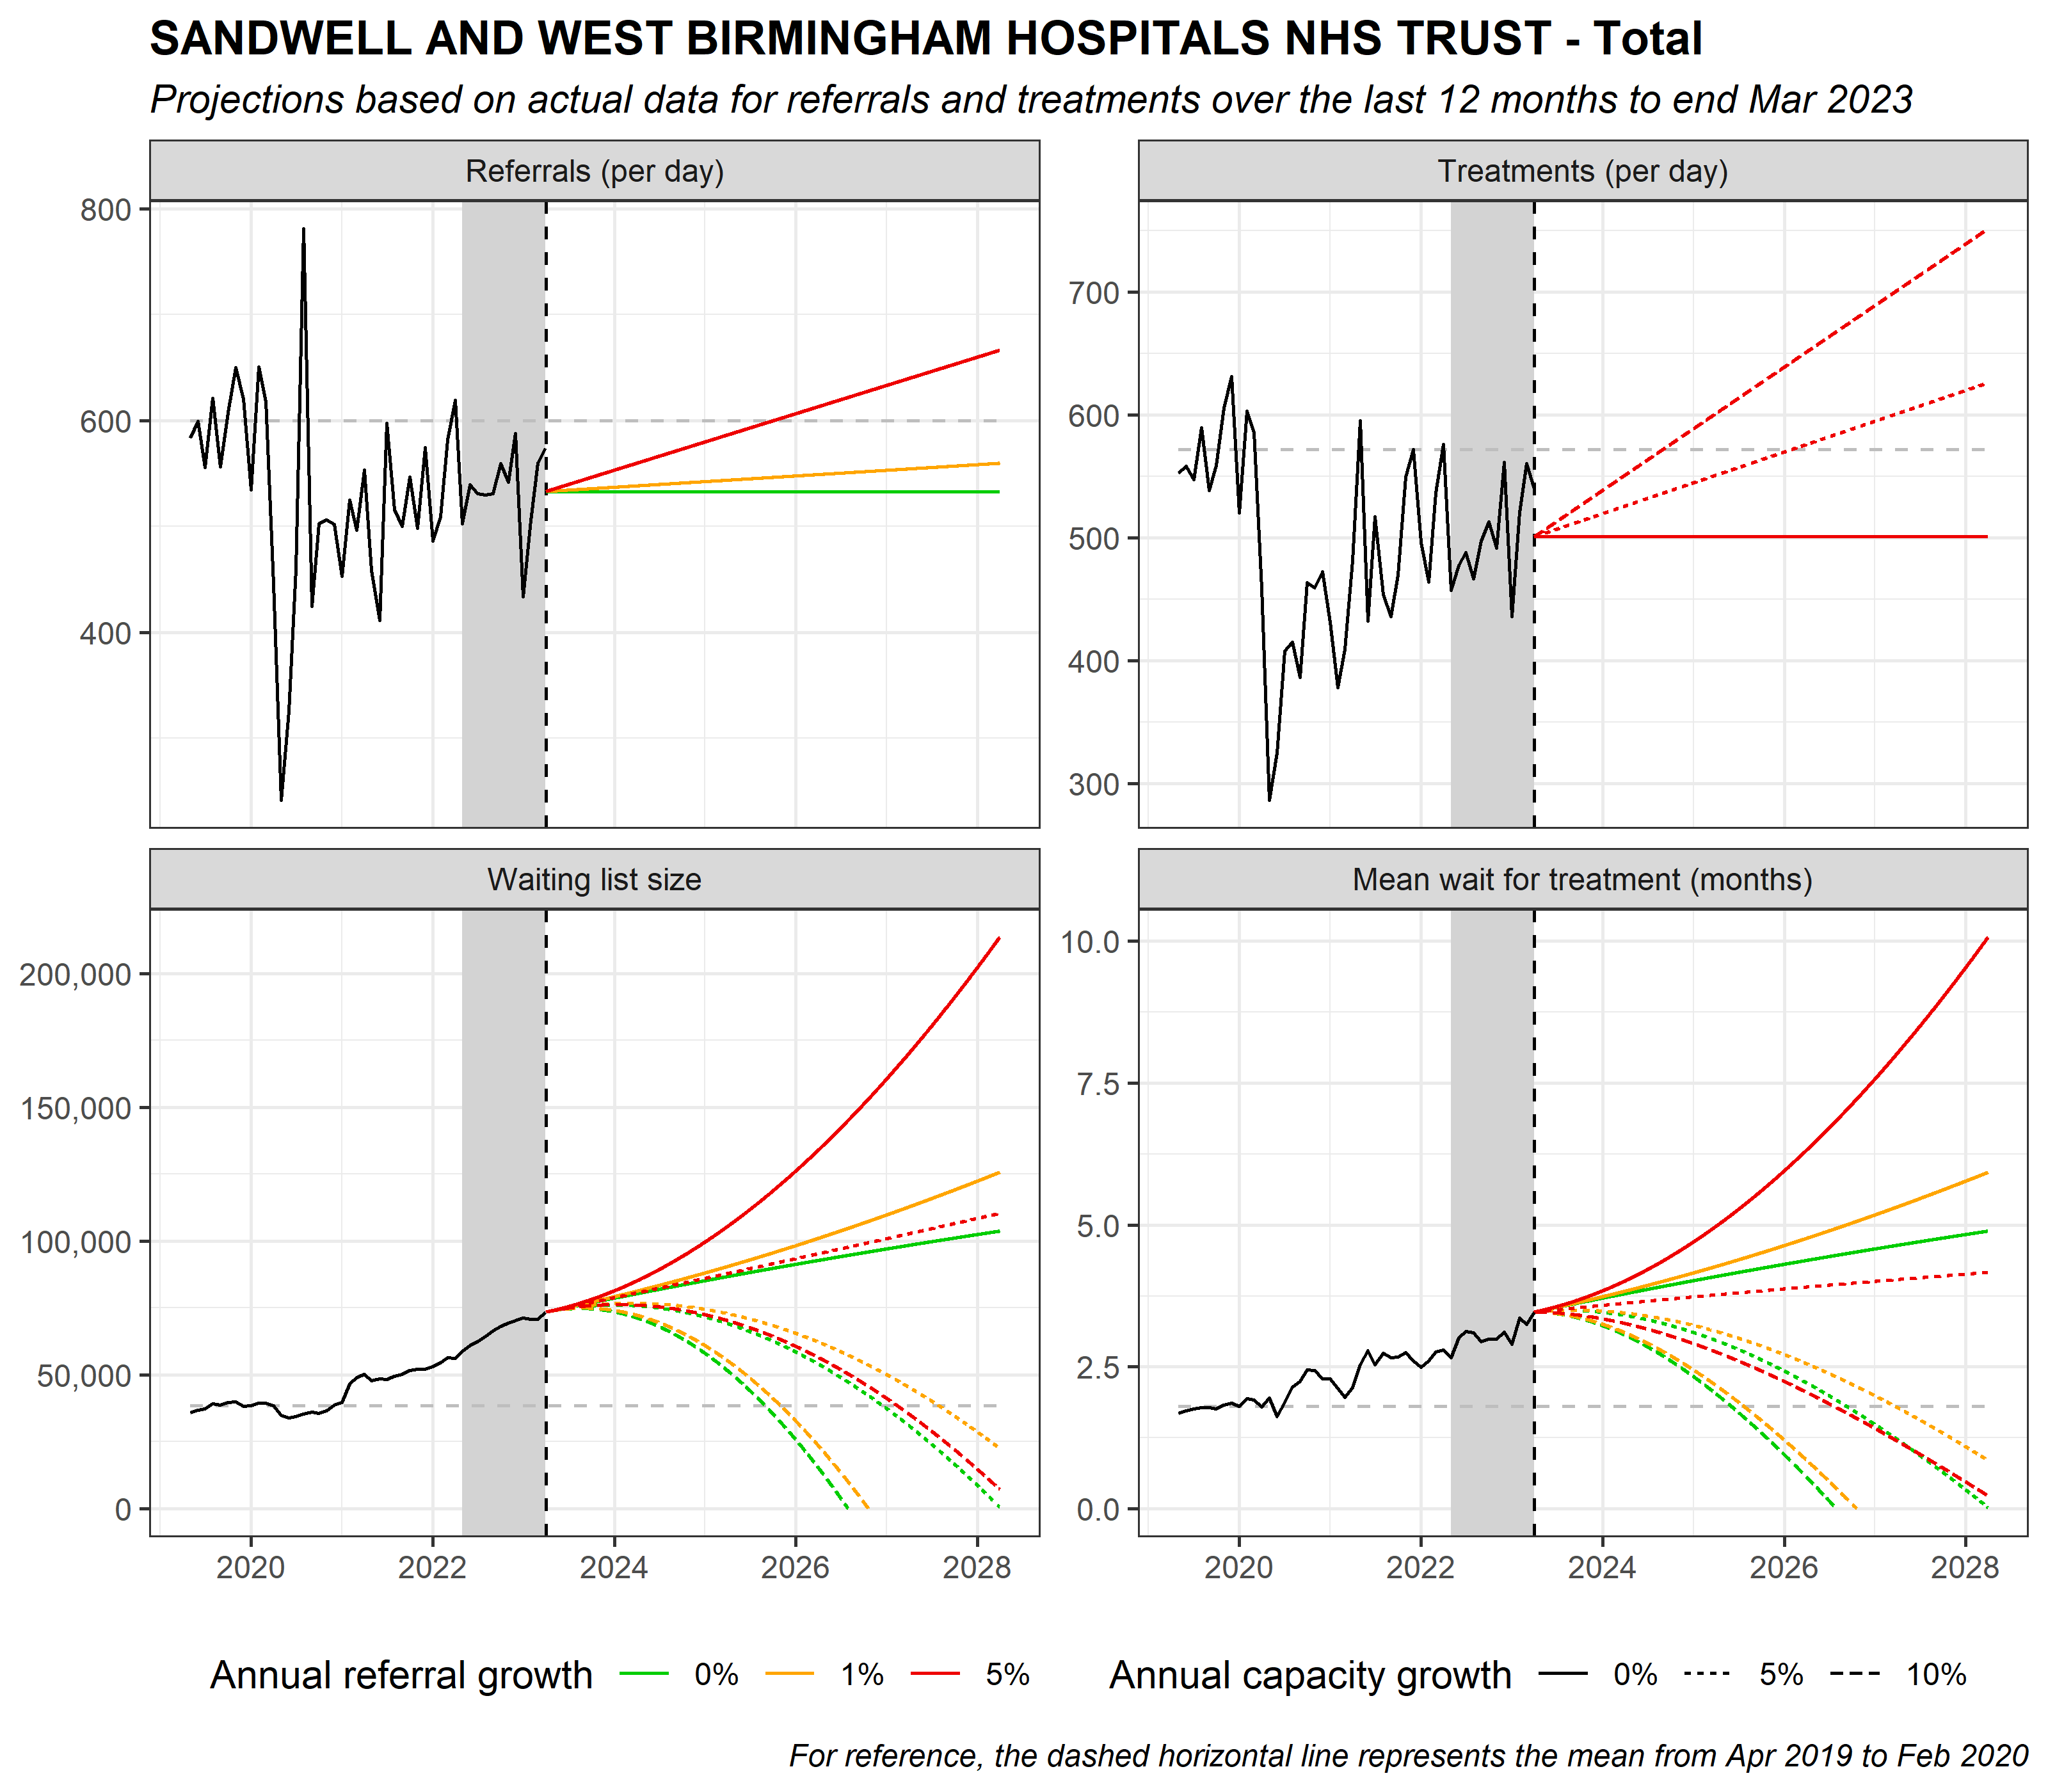 SANDWELL AND WEST BIRMINGHAM HOSPITALS NHS TRUST - Total
Projections based on actual data for referrals and treatments over the last 12 months to end Mar 2023
Referrals (per day)
800
600
400
Treatments (per day)
700
600
500
400
300
Waiting list size
200,000
150,000
100,000
50,000
0
2020 2022 2024 2026 2028
Mean wait for treatment (months)
10.0
7.5
5.0
2.5
0.0
2020 2022 2024 2026 2028
Annual referral growth 0% 1% 5%
Annual capacity growth 0% 5% 10%
For reference, the dashed horizontal line represents the mean from Apr 2019 to Feb 2020